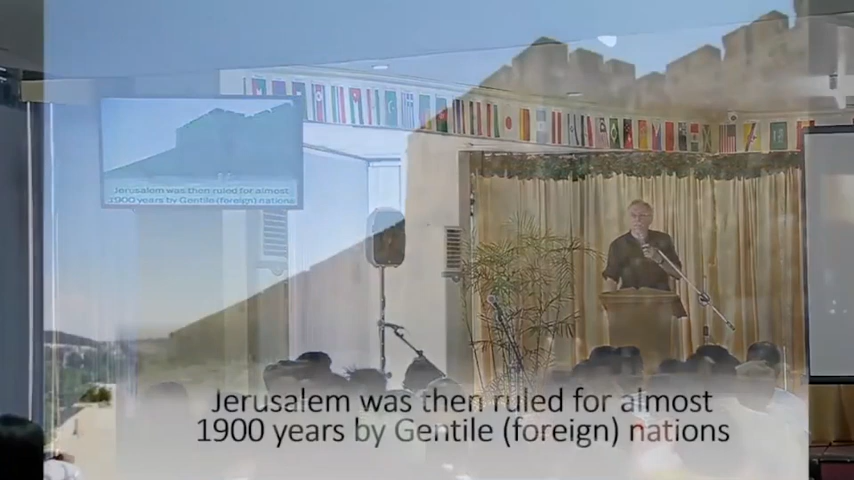 Jerusalem was then ruled for almost
1900 years by Gentile (foreign) nations
Jerusalem was then ruled for almost
1900 years by Gentile (foreign) nations